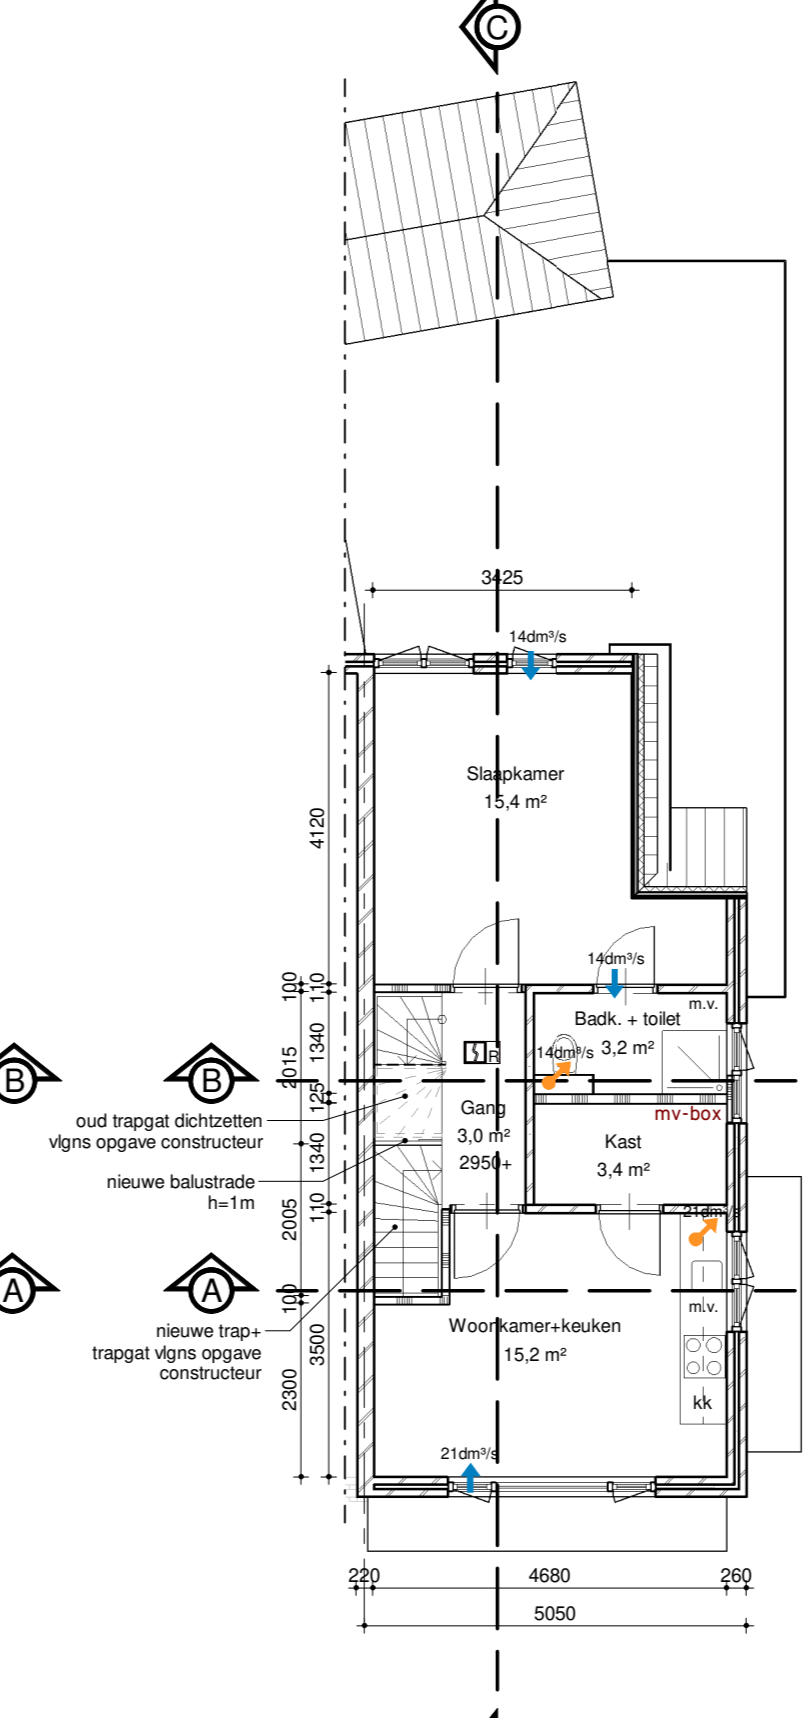 C
3425
14dm³/s
Slaapkamer
15,4 m²
4120
100
110
14dm³/s
m.v.
Badk. + toilet
3,2 m²
14dm³/s
R
1340
2015
B
B
125
mv-box
oud trapgat dichtzetten
vlgns opgave constructeur
Gang
3,0 m²
2950+
Kast
3,4 m²
1340
nieuwe balustrade
h=1m
110
2005
21dm³/s
A
A
100
m.v.
nieuwe trap+
trapgat vlgns opgave
constructeur
Woonkamer+keuken
15,2 m²
3500
2300
kk
21dm³/s
220
4680
260
5050